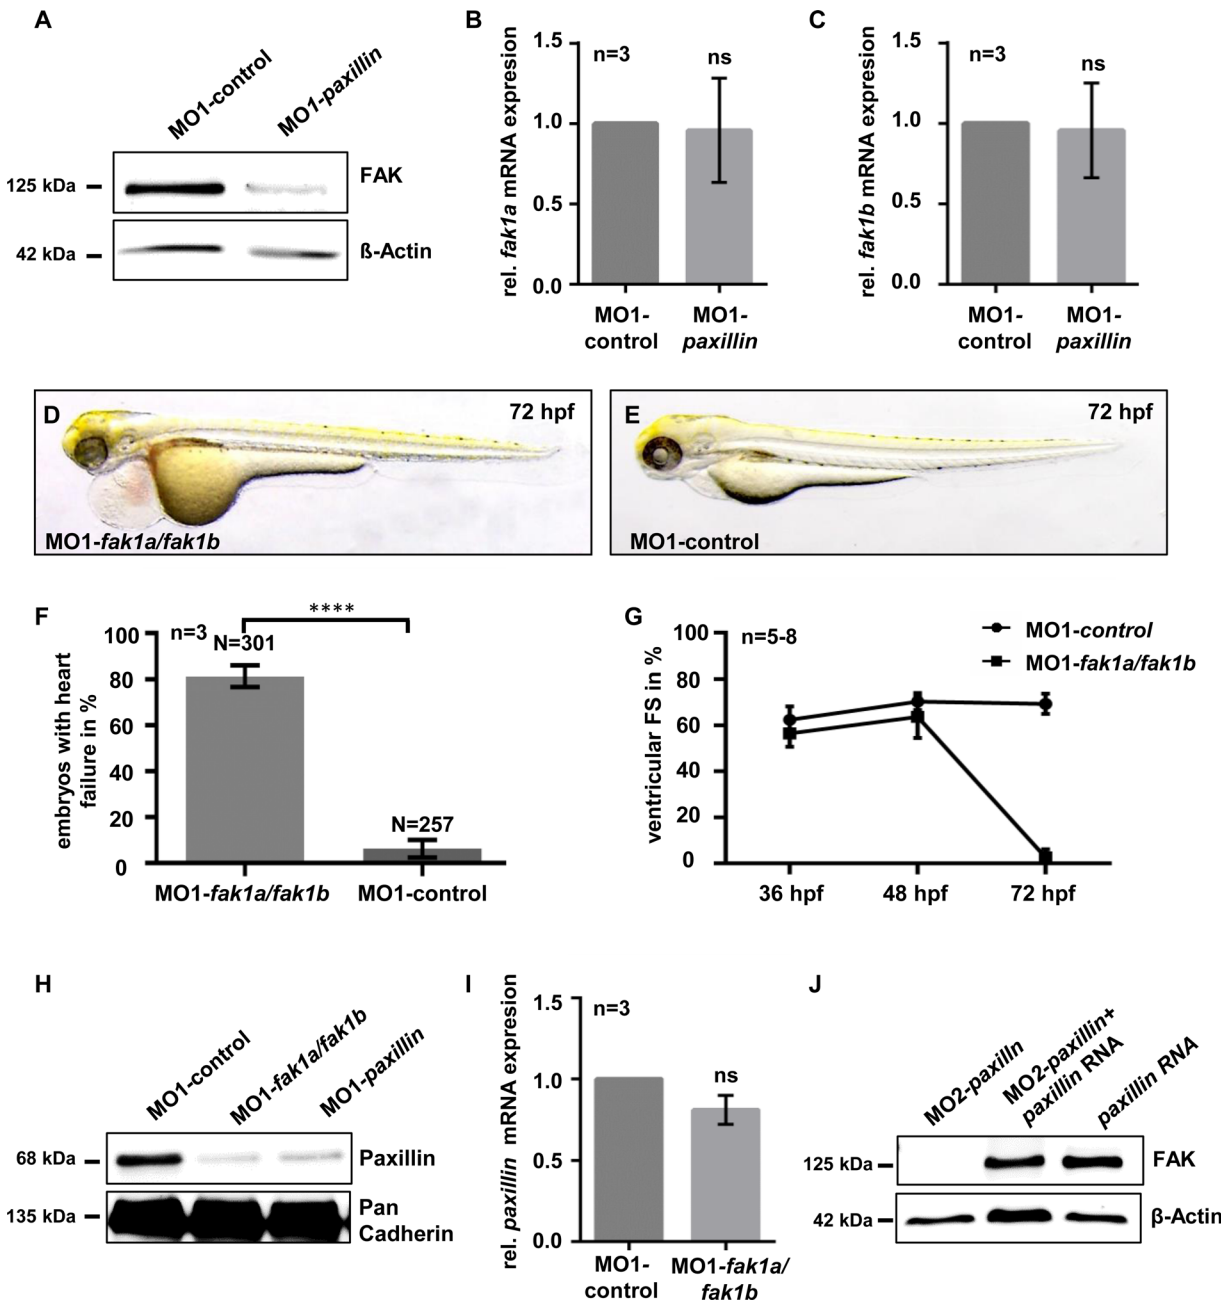 A
MO1-control
MO1-paxillin
125 kDa
FAK
42 kDa
ß-Actin
B
rel. fak1a mRNA expresion
1.5
1.0
0.5
0.0
n=3
ns
MO1-
control
MO1-
paxillin
C
rel. fak1b mRNA expresion
1.5
1.0
0.5
0.0
n=3
ns
MO1-
control
MO1-
paxillin
D
72 hpf
MO1-fak1a/fak1b
E
72 hpf
MO1-control
F
embryos with heart
failure in %
100
80
60
40
20
0
n=3
N=301
****
N=257
MO1-fak1a/fak1b
MO1-control
G
ventricular FS in %
100
80
60
40
20
0
n=5-8
MO1-control
MO1-fak1a/fak1b
36 hpf
48 hpf
72 hpf
H
MO1-control
MO1-fak1a/fak1b
MO1-paxillin
68 kDa
Paxillin
135 kDa
Pan
Cadherin
I
rel. paxillin mRNA expresion
1.5
1.0
0.5
0.0
n=3
ns
MO1-
control
MO1-fak1a/
fak1b
J
MO2-paxilln
MO2-paxillin+
paxillin RNA
paxillin RNA
125 kDa
FAK
42 kDa
β-Actin